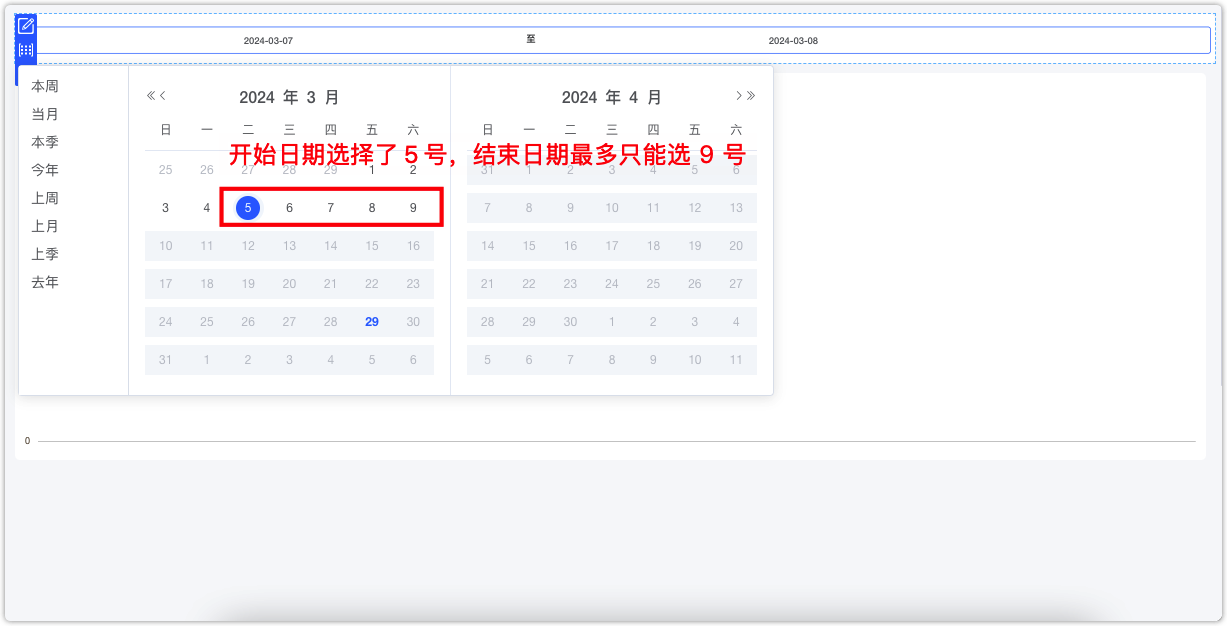 2024-03-07 至 2024-03-08
本周
当月
本季
今年
上周
上月
上季
去年
2024 年 3 月
日 一 二 三 四 五 六
25 26 27 28 29 1 2
3 4 5 6 7 8 9
10 11 12 13 14 15 16
17 18 19 20 21 22 23
24 25 26 27 28 29 30
31 1 2 3 4 5 6
2024 年 4 月
日 一 二 三 四 五 六
31 1 2 3 4 5 6
7 8 9 10 11 12 13
14 15 16 17 18 19 20
21 22 23 24 25 26 27
28 29 30 1 2 3 4
5 6 7 8 9 10 11
开始日期选择了 5 号，结束日期最多只能选 9 号
0